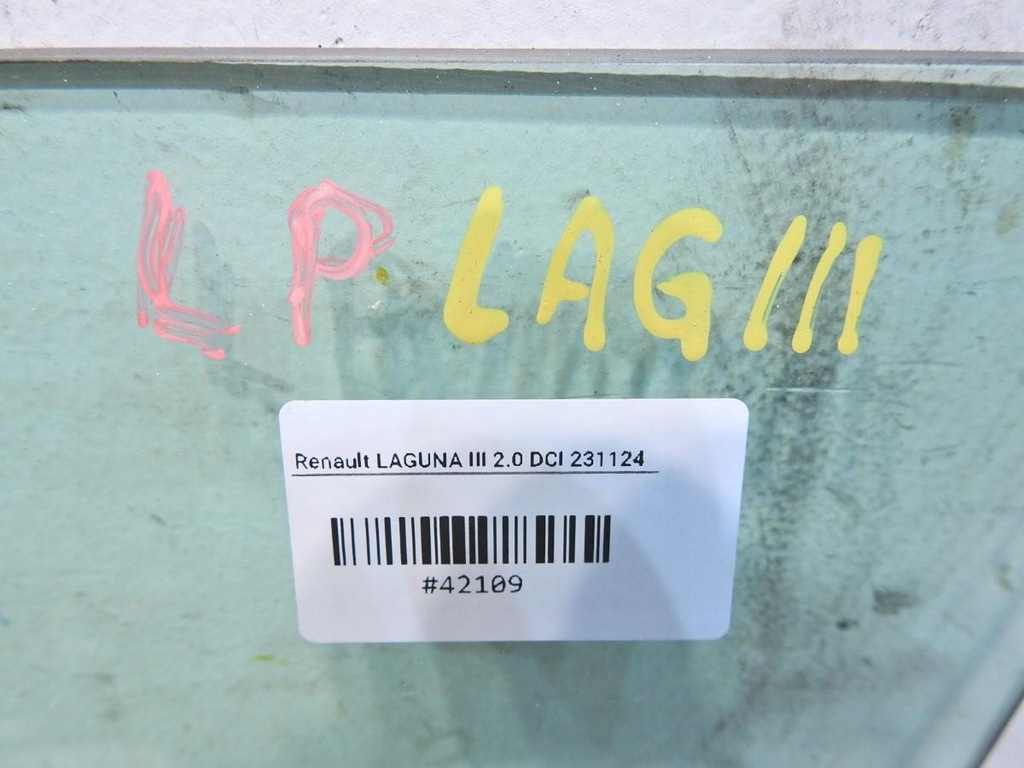 LP LAG III
Renault LAGUNA III 2.0 DCI 231124
#42109